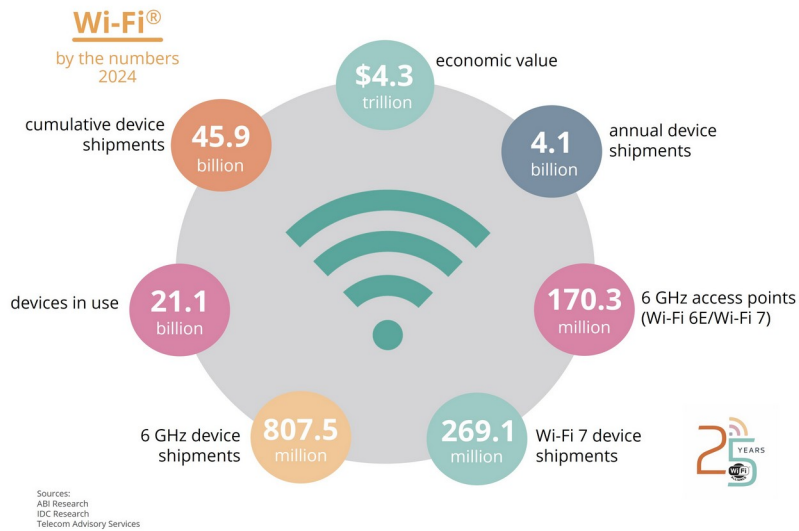 Wi-Fi®
by the numbers
2024
$4.3
trillion
economic value
4.1
billion
annual device
shipments
170.3
million
6 GHz access points
(Wi-Fi 6E/Wi-Fi 7)
269.1
million
Wi-Fi 7 device
shipments
807.5
million
6 GHz device
shipments
21.1
billion
devices in use
45.9
billion
cumulative device
shipments
25
YEARS
Wi Fi
Sources:
ABI Research
IDC Research
Telecom Advisory Services